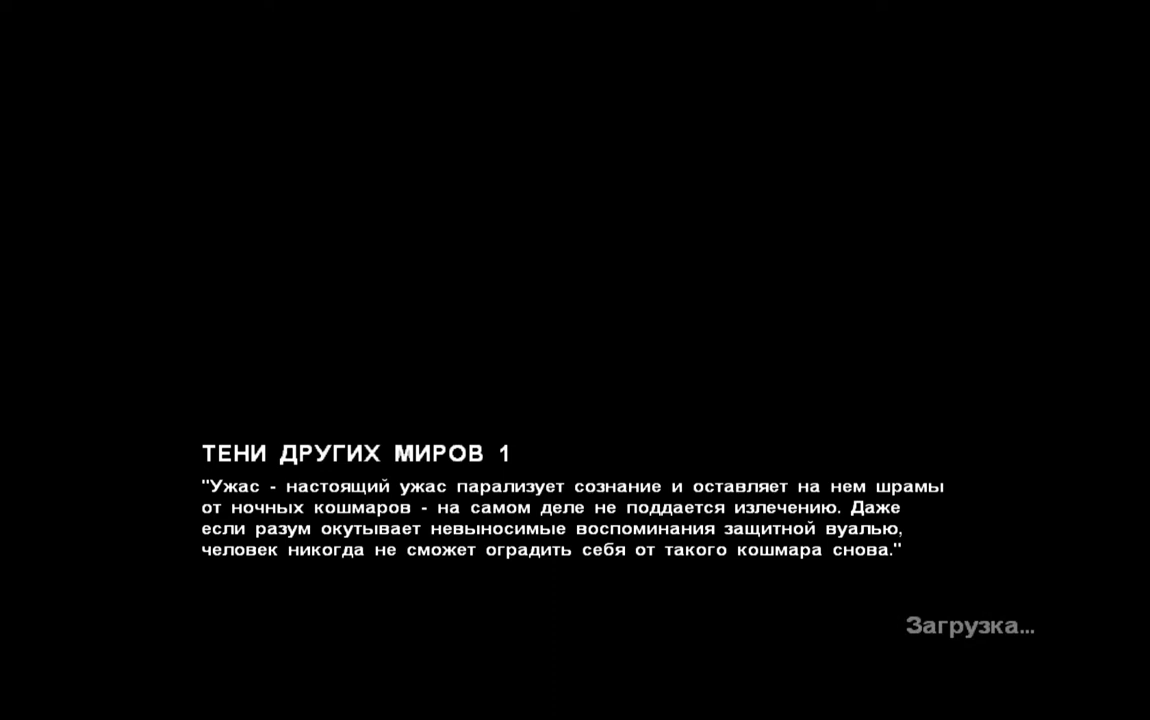 ТЕНИ ДРУГИХ МИРОВ 1
"Ужас - настоящий ужас парализует сознание и оставляет на нем шрамы
от ночных кошмаров - на самом деле не поддается излечению. Даже
если разум окутывает невыносимые воспоминания защитной вуалью,
человек никогда не сможет оградить себя от такого кошмара снова."
Загрузка...